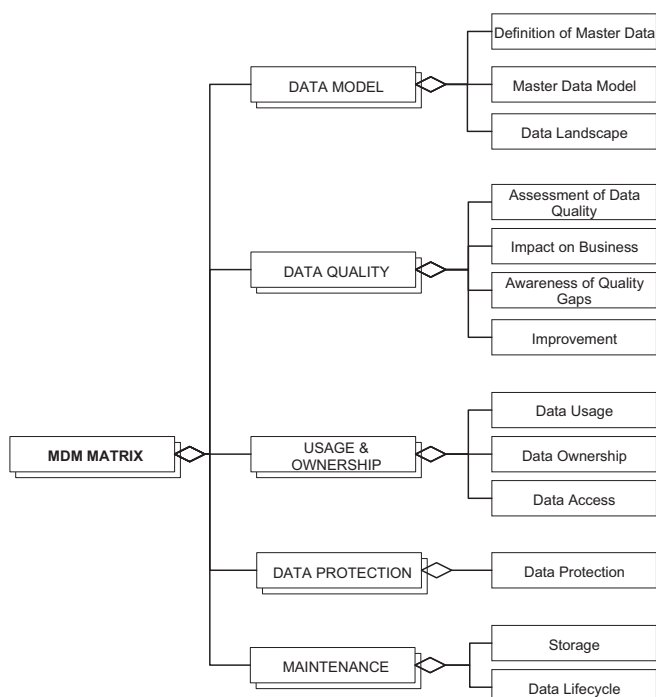 Definition of Master Data
DATA MODEL
Master Data Model
Data Landscape
Assessment of Data
Quality
Impact on Business
DATA QUALITY
Awareness of Quality
Gaps
Improvement
Data Usage
MDM MATRIX
USAGE &
OWNERSHIP
Data Ownership
Data Access
DATA PROTECTION
Data Protection
Storage
MAINTENANCE
Data Lifecycle